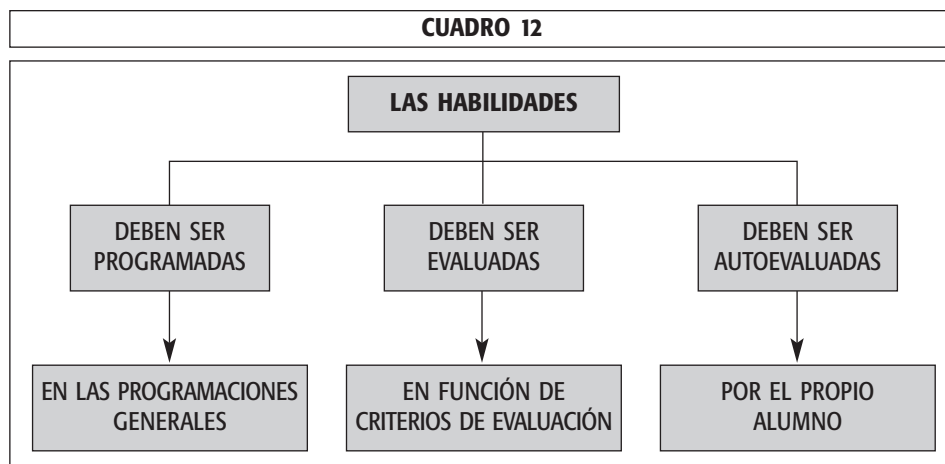 CUADRO 12
LAS HABILIDADES
DEBEN SER
PROGRAMADAS
DEBEN SER
EVALUADAS
DEBEN SER
AUTOEVALUADAS
EN LAS PROGRAMACIONES
GENERALES
EN FUNCIÓN DE
CRITERIOS DE EVALUACIÓN
POR EL PROPIO
ALUMNO